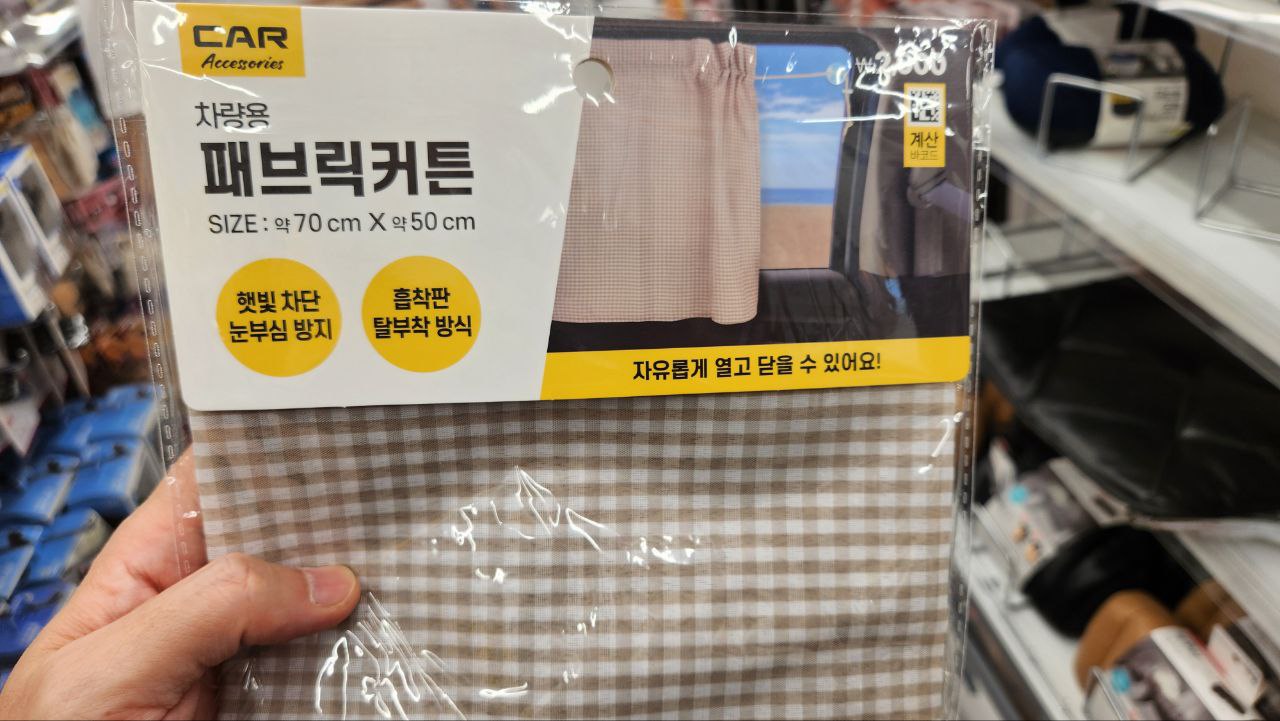 CAR
Accessories
차량용
패브릭커튼
SIZE : 약 70 cm X 약 50 cm
햇빛 차단
눈부심 방지
흡착판
탈부착 방식
계산
바코드
자유롭게 열고 닫을 수 있어요!